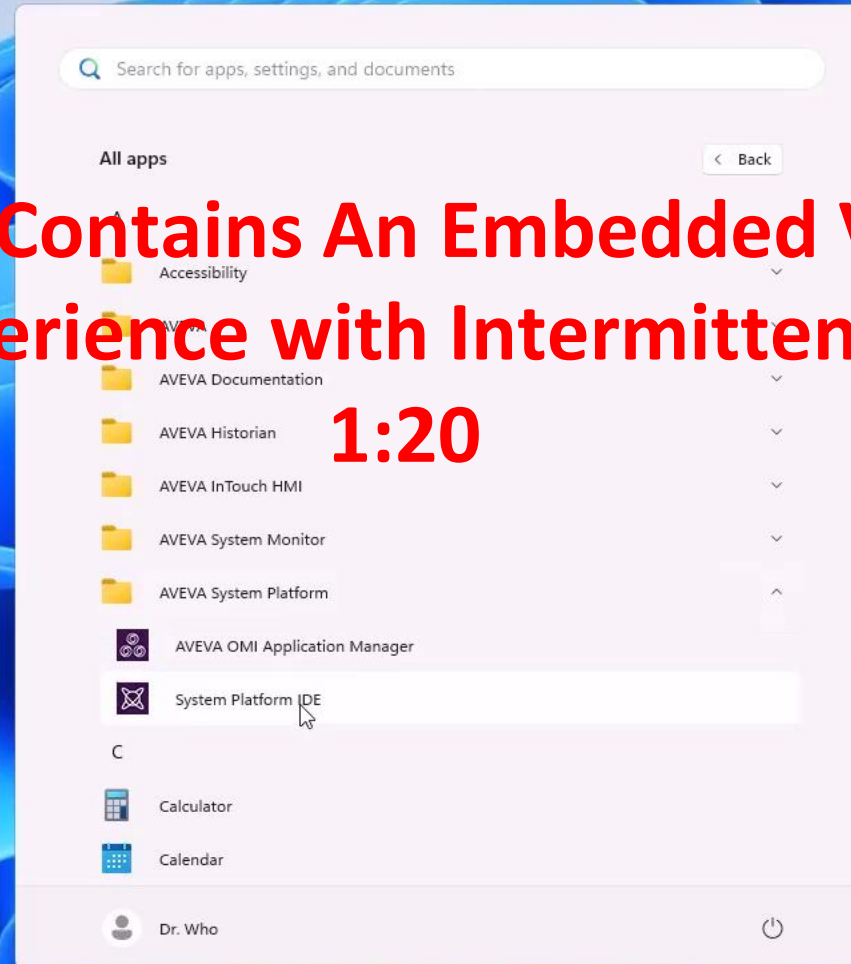 Search for apps, settings, and documents
All apps
Back
A
Contains An Embedded
Accessibility
AVEVA
with Intermitten
AVEVA Documentation
1:20
AVEVA Historian
AVEVA InTouch HMI
AVEVA System Monitor
AVEVA System Platform
AVEVA OMI Application Manager
System Platform IDE
C
Calculator
Calendar
Dr. Who